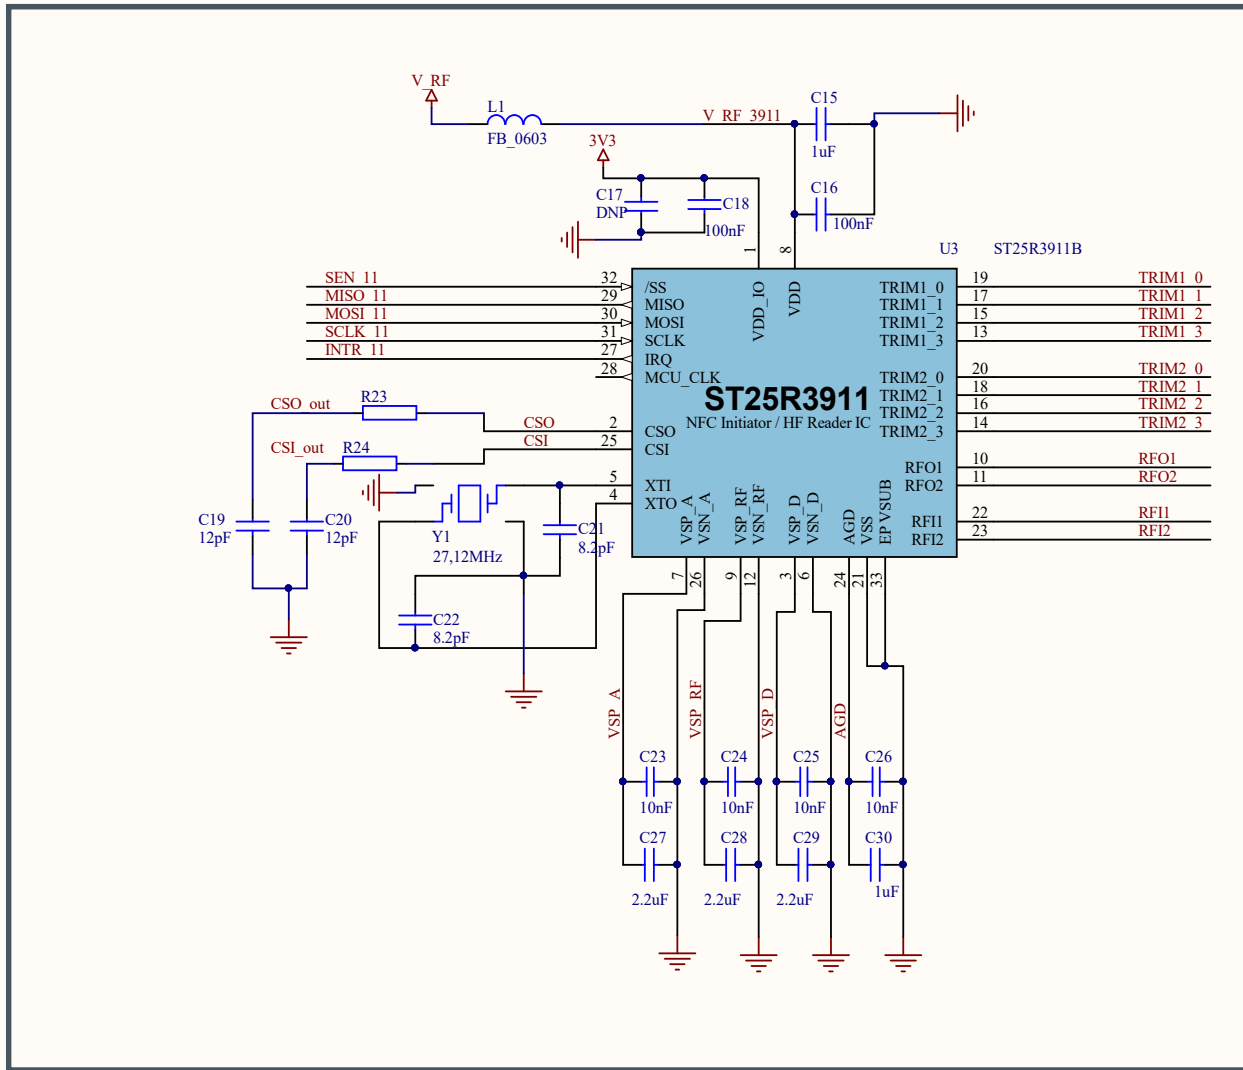 V_RF
L1
FB_0603
V_RF_3911
C15
1uF
3V3
C17
DNP
C18
100nF
C16
100nF
1
8
U3
ST25R3911B
SEN_11
32
/SS
MISO_11
29
MISO
MOSI_11
30
MOSI
SCLK_11
31
SCLK
INTR_11
27
IRQ
28
MCU_CLK
VDD_IO
VDD
TRIM1_0
19
TRIM1_0
TRIM1_1
17
TRIM1_1
TRIM1_2
15
TRIM1_2
TRIM1_3
13
TRIM1_3
TRIM2_0
20
TRIM2_0
TRIM2_1
18
TRIM2_1
TRIM2_2
16
TRIM2_2
TRIM2_3
14
TRIM2_3
ST25R3911
NFC Initiator / HF Reader IC
CSO_out
R23
CSO
2
CSO
CSI_out
R24
CSI
25
CSI
5
XTI
4
XTO
RFO1
10
RFO1
RFO2
11
RFO2
RFI1
22
RFI1
RFI2
23
RFI2
C19
12pF
C20
12pF
Y1
27,12MHz
C21
8.2pF
C22
8.2pF
VSP_A
VSN_A
VSP_RF
VSN_RF
VSP_D
VSN_D
AGD
VSS
EP VSUB
7
26
9
12
3
6
24
21
33
VSP_A
VSP_RF
VSP_D
AGD
C23
10nF
C24
10nF
C25
10nF
C26
10nF
C27
2.2uF
C28
2.2uF
C29
2.2uF
C30
1uF